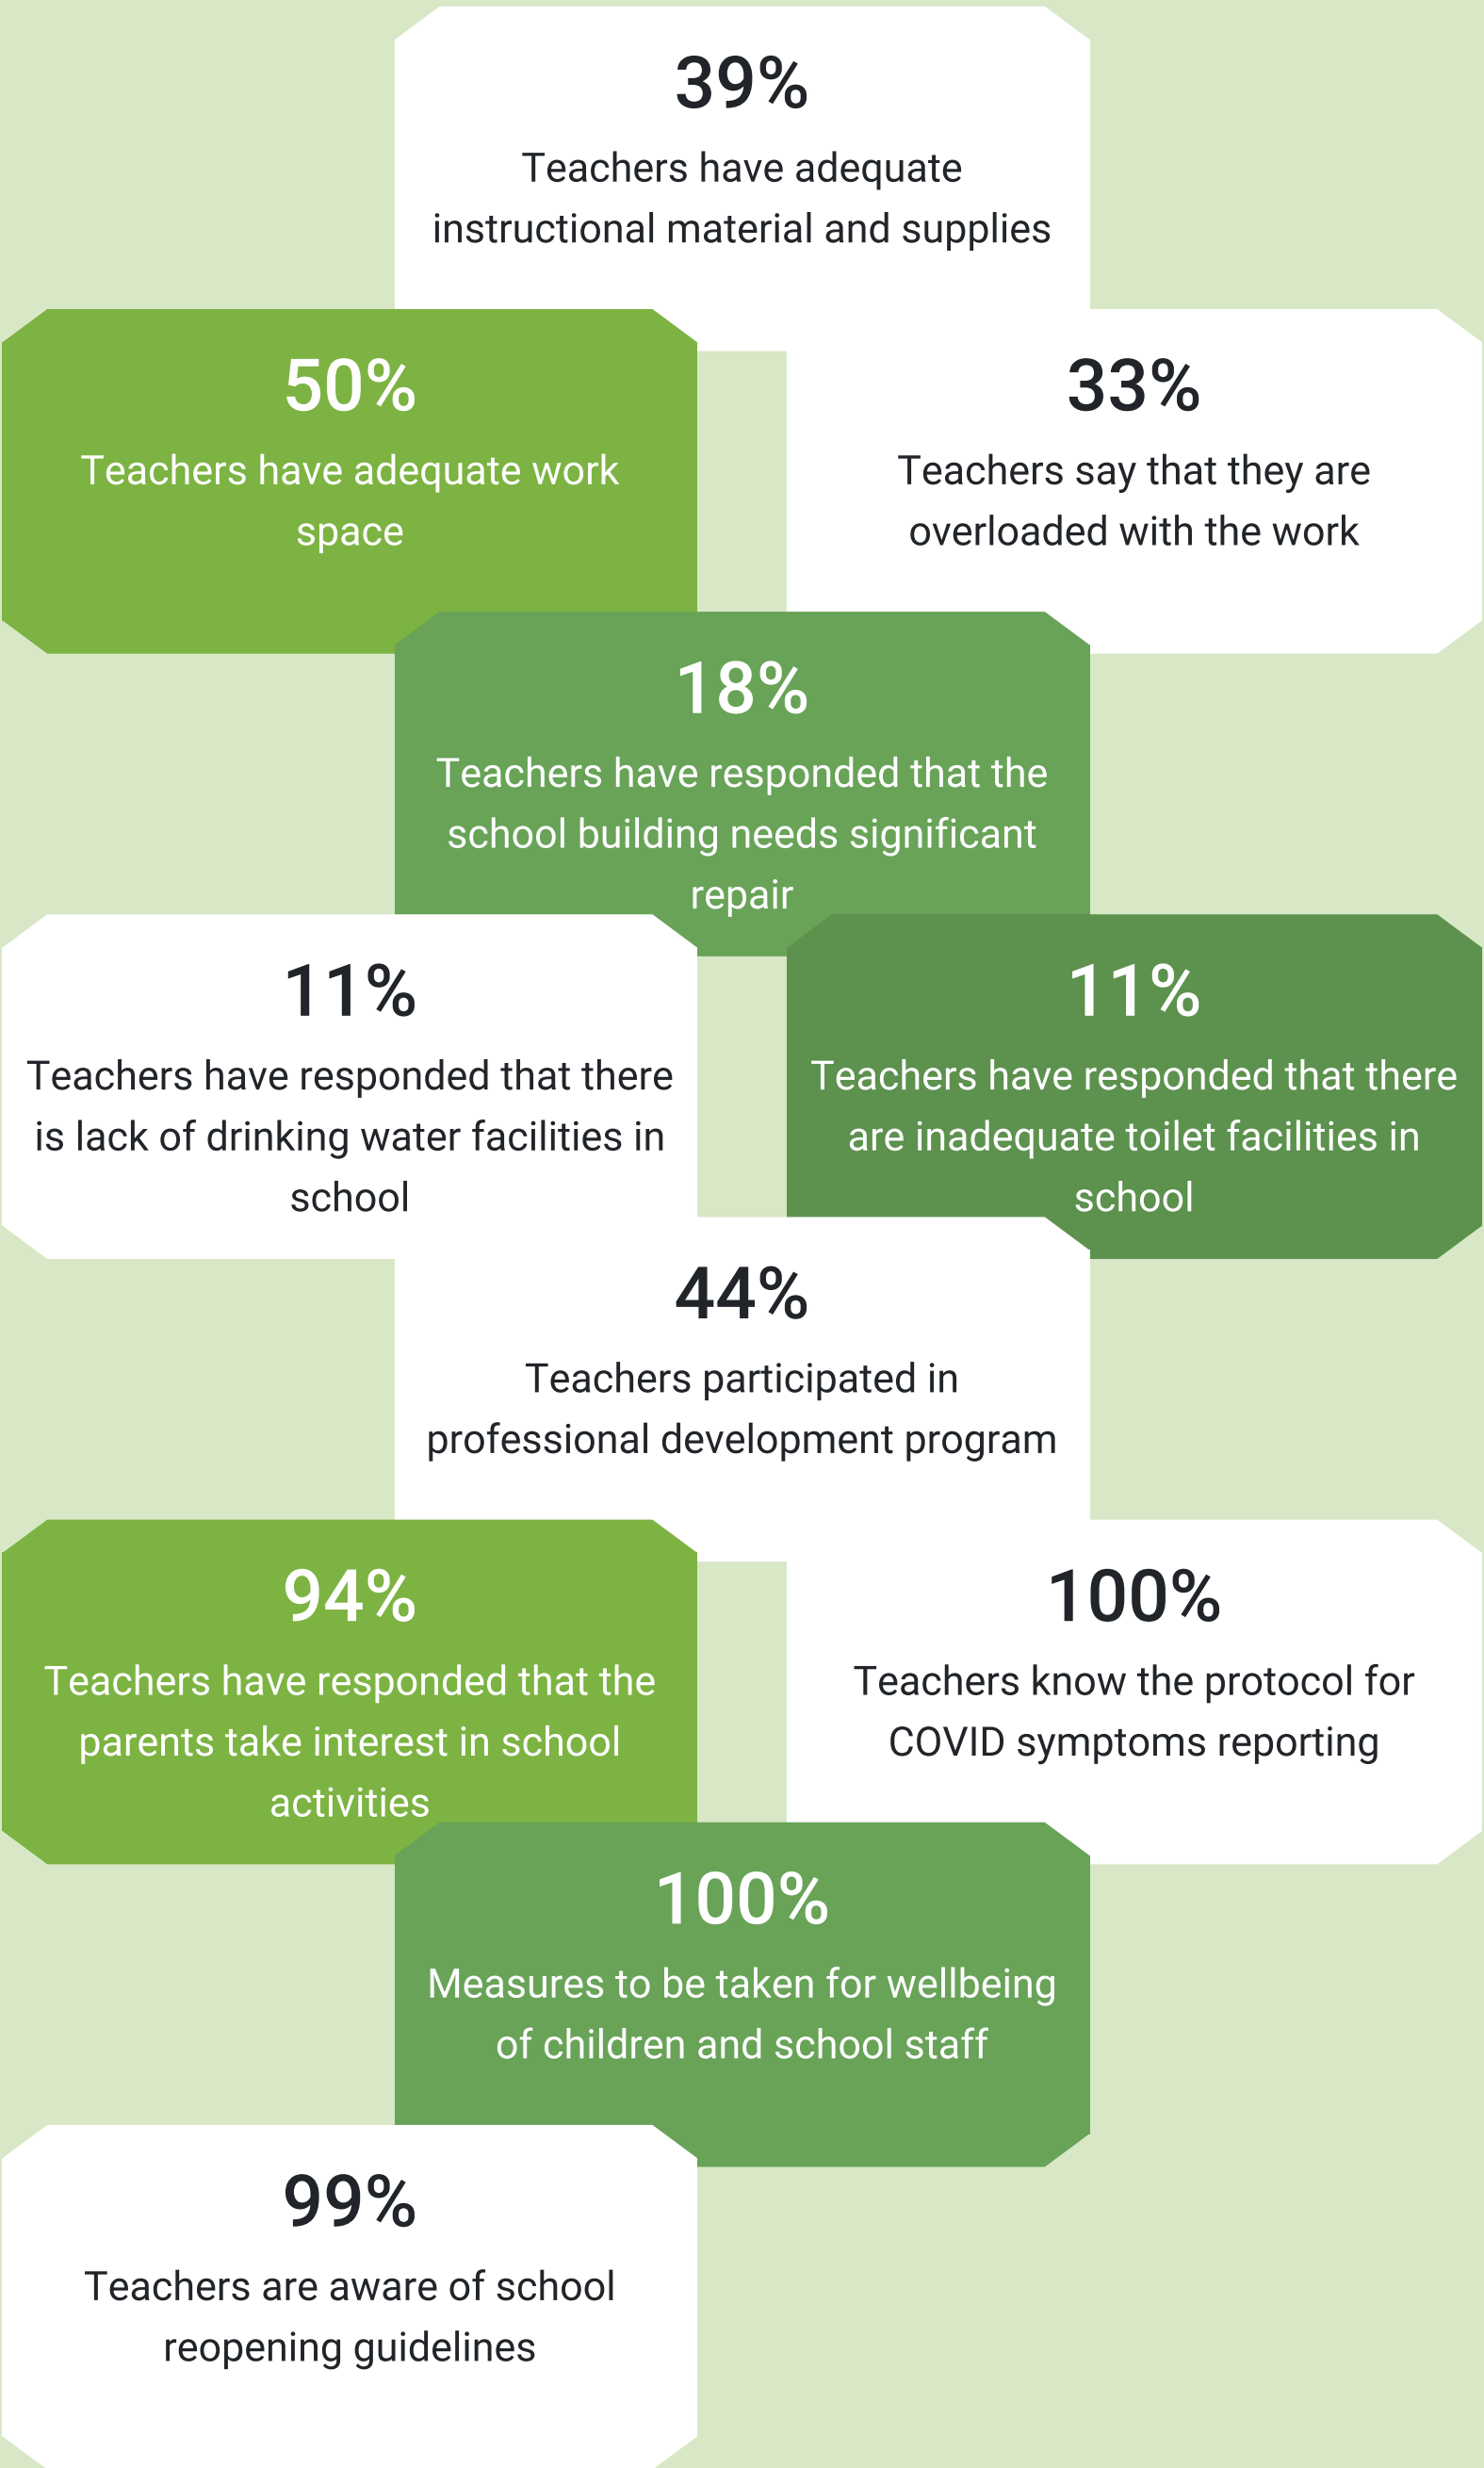 39%
Teachers have adequate
instructional material and supplies
50%
Teachers have adequate work
space
33%
Teachers say that they are
overloaded with the work
18%
Teachers have responded that the
school building needs significant
repair
11%
Teachers have responded that there
is lack of drinking water facilities in
school
11%
Teachers have responded that there
are inadequate toilet facilities in
school
44%
Teachers participated in
professional development program
94%
Teachers have responded that the
parents take interest in school
activities
100%
Teachers know the protocol for
COVID symptoms reporting
100%
Measures to be taken for wellbeing
of children and school staff
99%
Teachers are aware of school
reopening guidelines